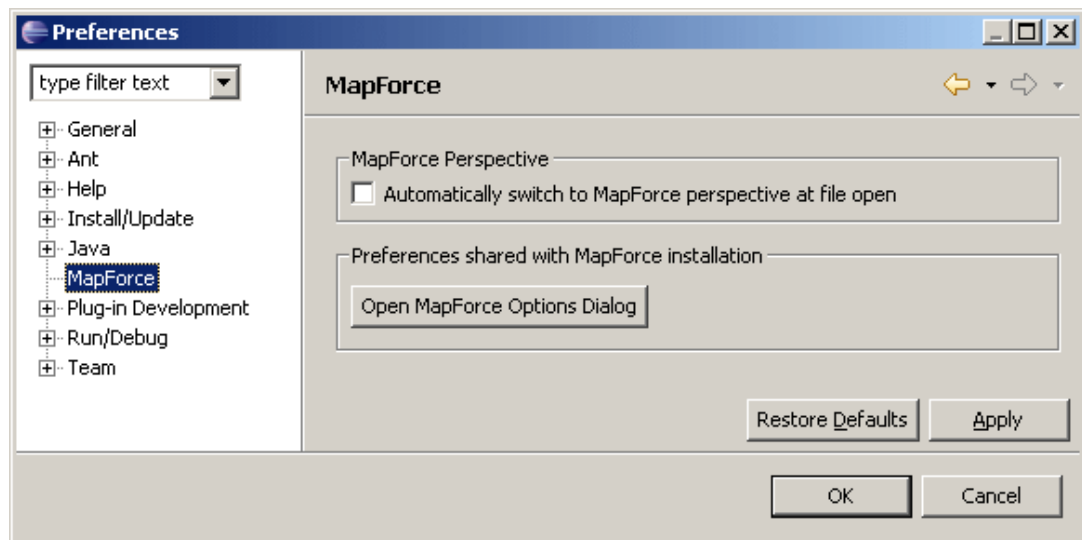 Preferences
type filter text
General
Ant
Help
Install/Update
Java
MapForce
Plug-in Development
Run/Debug
Team
MapForce
MapForce Perspective
Automatically switch to MapForce perspective at file open
Preferences shared with MapForce installation
Open MapForce Options Dialog
Restore Defaults
Apply
OK
Cancel